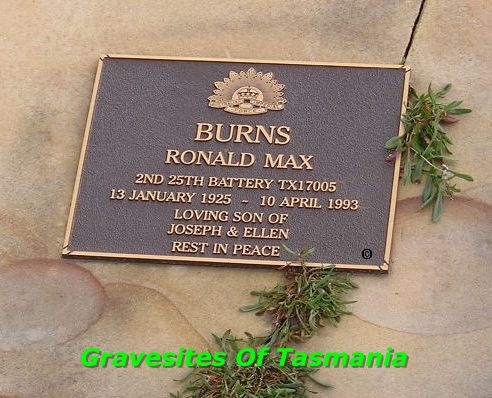 BURNS
RONALD MAX
2ND 25TH BATTERY TX17005
13 JANUARY 1925 - 10 APRIL 1993
LOVING SON OF
JOSEPH & ELLEN
REST IN PEACE
Gravesites Of Tasmania